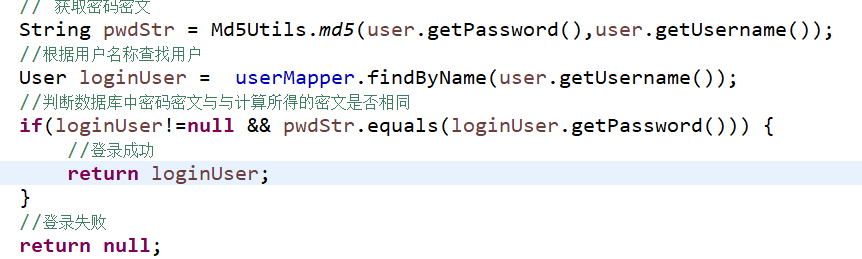 // 获取密码密文
String pwdStr = Md5Utils.md5(user.getPassword(),user.getUsername());
//根据用户名称查找用户
User loginUser =  userMapper.findByName(user.getUsername());
//判断数据库中密码密文与与计算所得的密文是否相同
if(loginUser!=null && pwdStr.equals(loginUser.getPassword())) {
//登录成功
return loginUser;
}
//登录失败
return null;